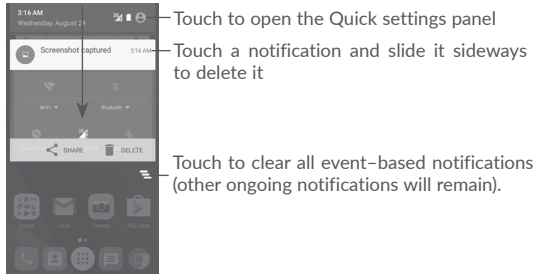 3:16 AM
Wednesday, August 24
Touch to open the Quick settings panel
Screenshot captured 3:16 AM
Touch a notification and slide it sideways
to delete it
Wi-Fi Bluetooth
SHARE DELETE
Touch to clear all event–based notifications
(other ongoing notifications will remain).
Google Email Camera Play Store